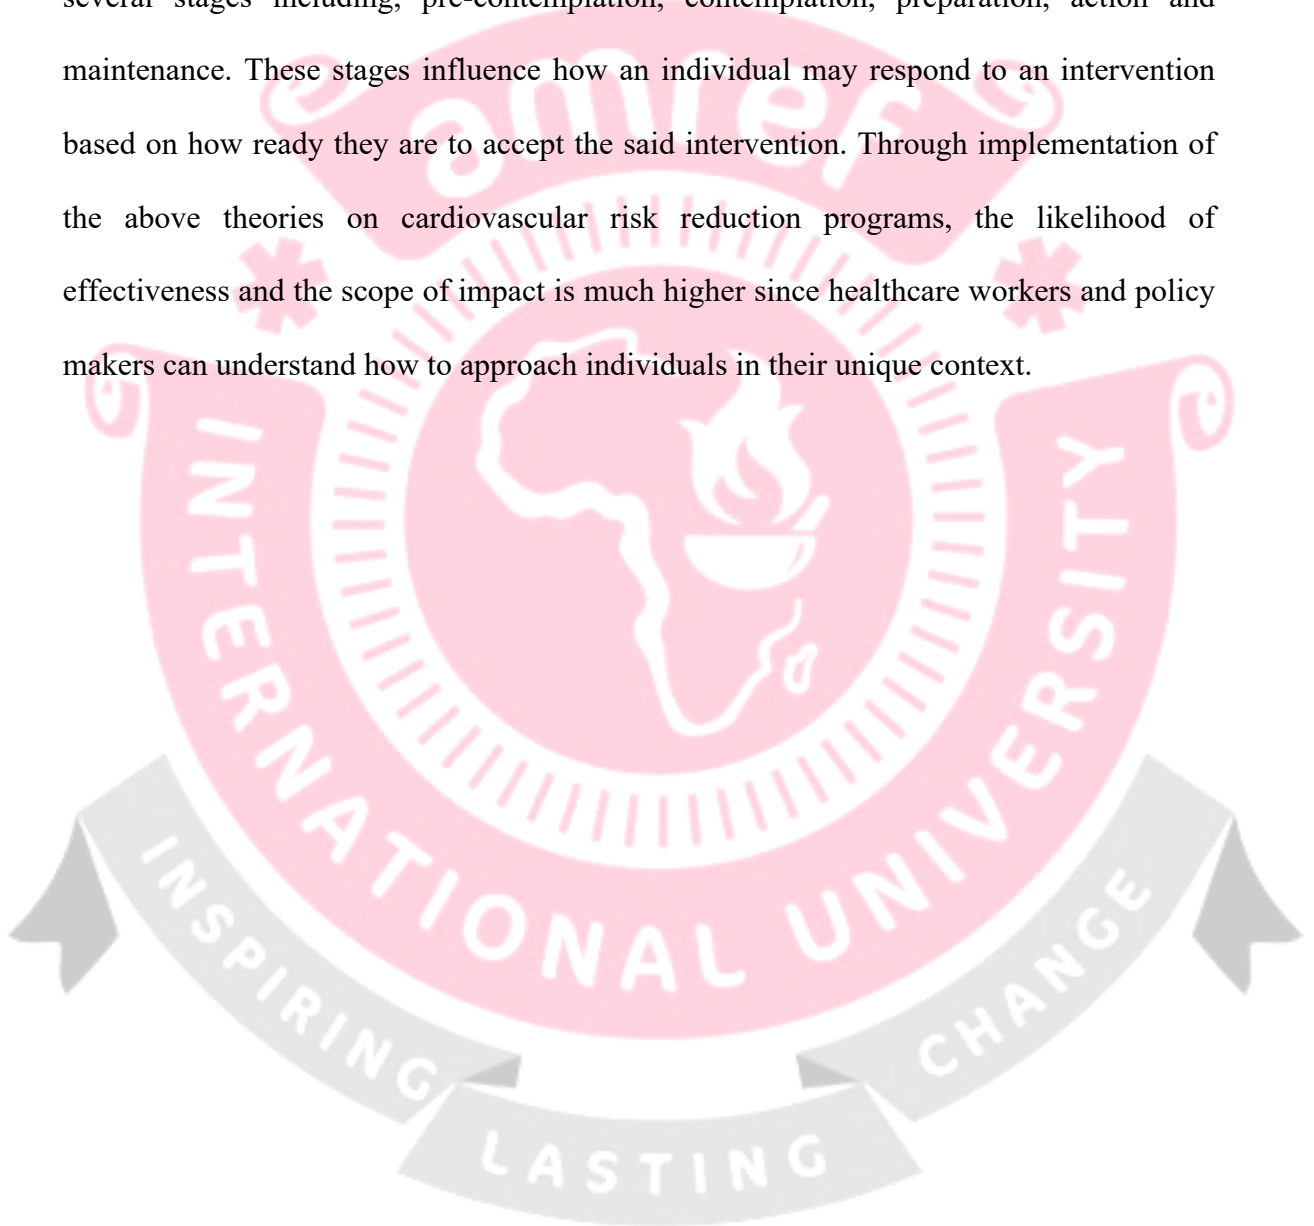 several stages including, pre-contemplation, contemplation, preparation, action and
maintenance. These stages influence how an individual may respond to an intervention
based on how ready they are to accept the said intervention. Through implementation of
the above theories on cardiovascular risk reduction programs, the likelihood of
effectiveness and the scope of impact is much higher since healthcare workers and policy
makers can understand how to approach individuals in their unique context.
amref
INTERNATIONAL UNIVERSITY
INSPIRING
LASTING
CHANGE